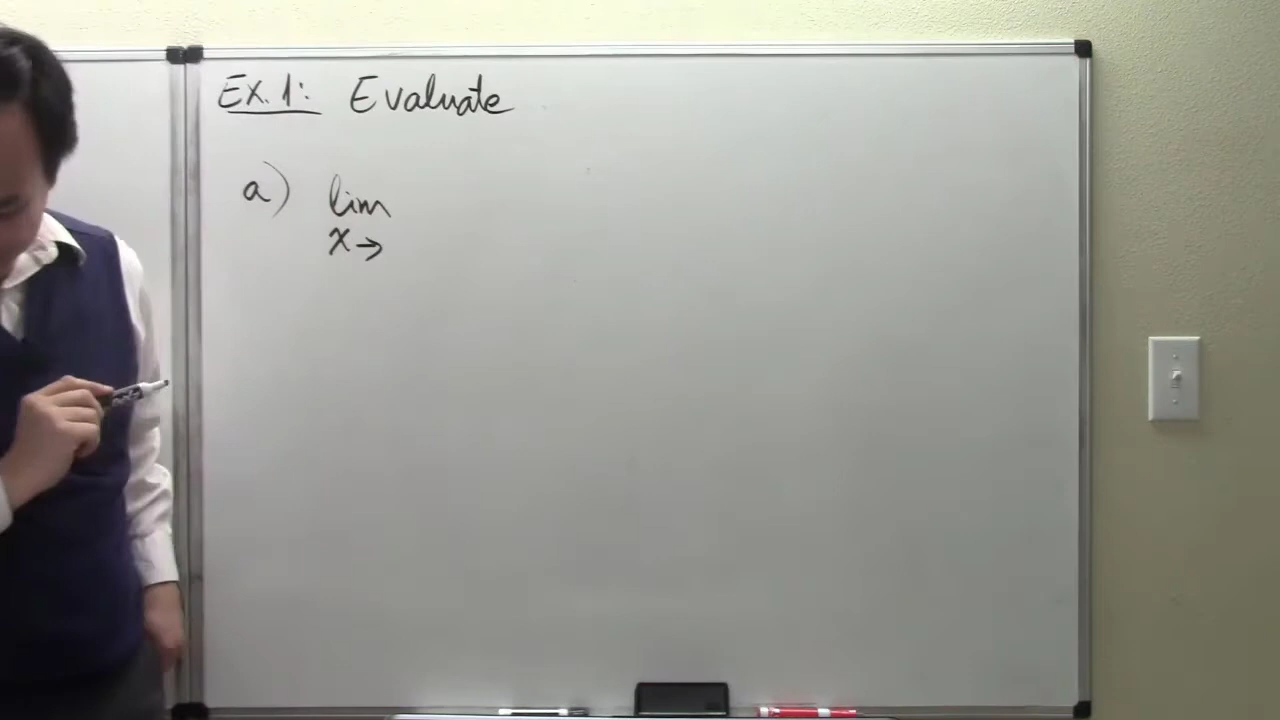 Ex. 1: Evaluate
a) lim
x →